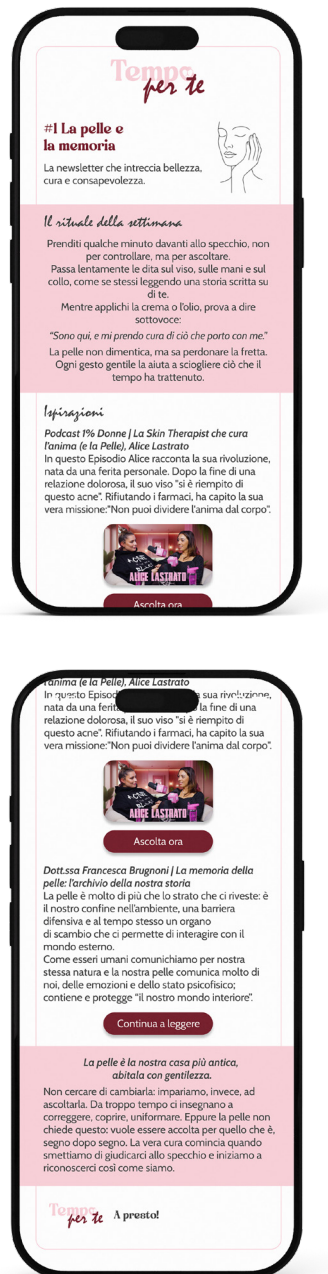 Tempo
per te
#1 La pelle e
la memoria
La newsletter che intreccia bellezza,
cura e consapevolezza.
Il rituale della settimana
Prenditi qualche minuto davanti allo specchio, non
per controllare, ma per ascoltare.
Passa lentamente le dita sul viso, sulle mani e sul
collo, come se stessi leggendo una storia scritta su
di te.
Mentre applichi la crema o l'olio, prova a dire
sottovoce:
“Sono qui, e mi prendo cura di ciò che porto con me.”
La pelle non dimentica, ma sa perdonare la fretta.
Ogni gesto gentile la aiuta a sciogliere ciò che il
tempo ha trattenuto.
Ispirazioni
Podcast 1% Donne | La Skin Therapist che cura
l'anima (e la Pelle), Alice Lastrato
In questo Episodio Alice racconta la sua rivoluzione,
nata da una ferita personale. Dopo la fine di una
relazione dolorosa, il suo viso "si è riempito di
questo acne". Rifiutando i farmaci, ha capito la sua
vera missione:"Non puoi dividere l'anima dal corpo".
ALICE LASTRATO
Ascolta ora
l'anima (e la Pelle), Alice Lastrato
In questo Episod a sua rivoluzione,
nata da una ferita la fine di una
relazione dolorosa, il suo viso "si è riempito di
questo acne". Rifiutando i farmaci, ha capito la sua
vera missione:"Non puoi dividere l'anima dal corpo".
ALICE LASTRATO
Ascolta ora
Dott.ssa Francesca Brugnoni | La memoria della
pelle: l'archivio della nostra storia
La pelle è molto di più che lo strato che ci riveste: è
il nostro confine nell'ambiente, una barriera
difensiva e al tempo stesso un organo
di scambio che ci permette di interagire con il
mondo esterno.
Come esseri umani comunichiamo per nostra
stessa natura e la nostra pelle comunica molto di
noi, delle emozioni e dello stato psicofisico;
contiene e protegge “il nostro mondo interiore”.
Continua a leggere
La pelle è la nostra casa più antica,
abitala con gentilezza.
Non cercare di cambiarla: impariamo, invece, ad
ascoltarla. Da troppo tempo ci insegnano a
correggere, coprire, uniformare. Eppure la pelle non
chiede questo: vuole essere accolta per quello che è,
segno dopo segno. La vera cura comincia quando
smettiamo di giudicarci allo specchio e iniziamo a
riconoscerci così come siamo.
Tempo
per te
A presto!